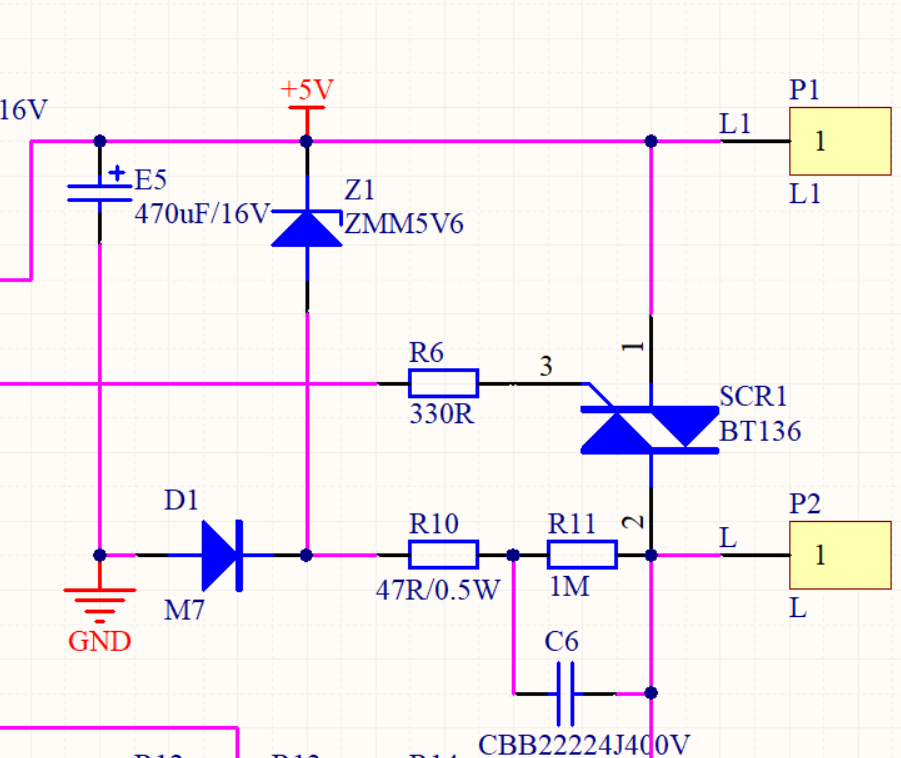 +5V
P1
16V
L1
1
E5
Z1
L1
470uF/16V
ZMM5V6
R6
3
1
330R
SCR1
BT136
D1
P2
R10
R11
2
L
1
47R/0.5W
1M
M7
L
GND
C6
CBB22224J400V